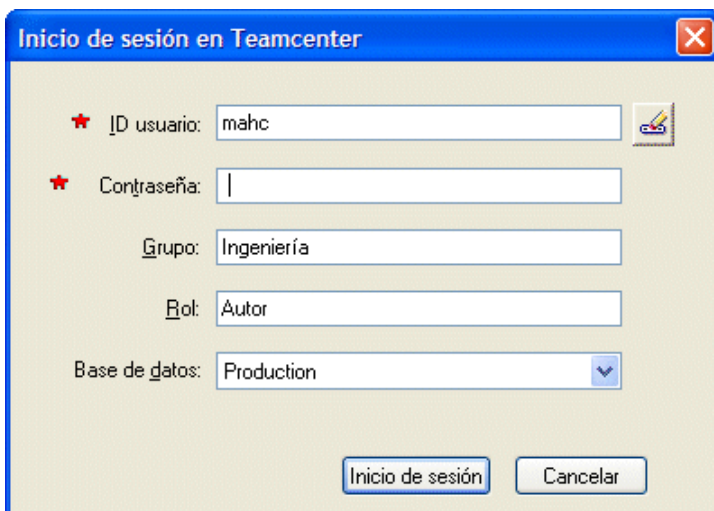 Inicio de sesión en Teamcenter
ID usuario: mahc
Contraseña:
Grupo: Ingeniería
Rol: Autor
Base de datos: Production
Inicio de sesión Cancelar